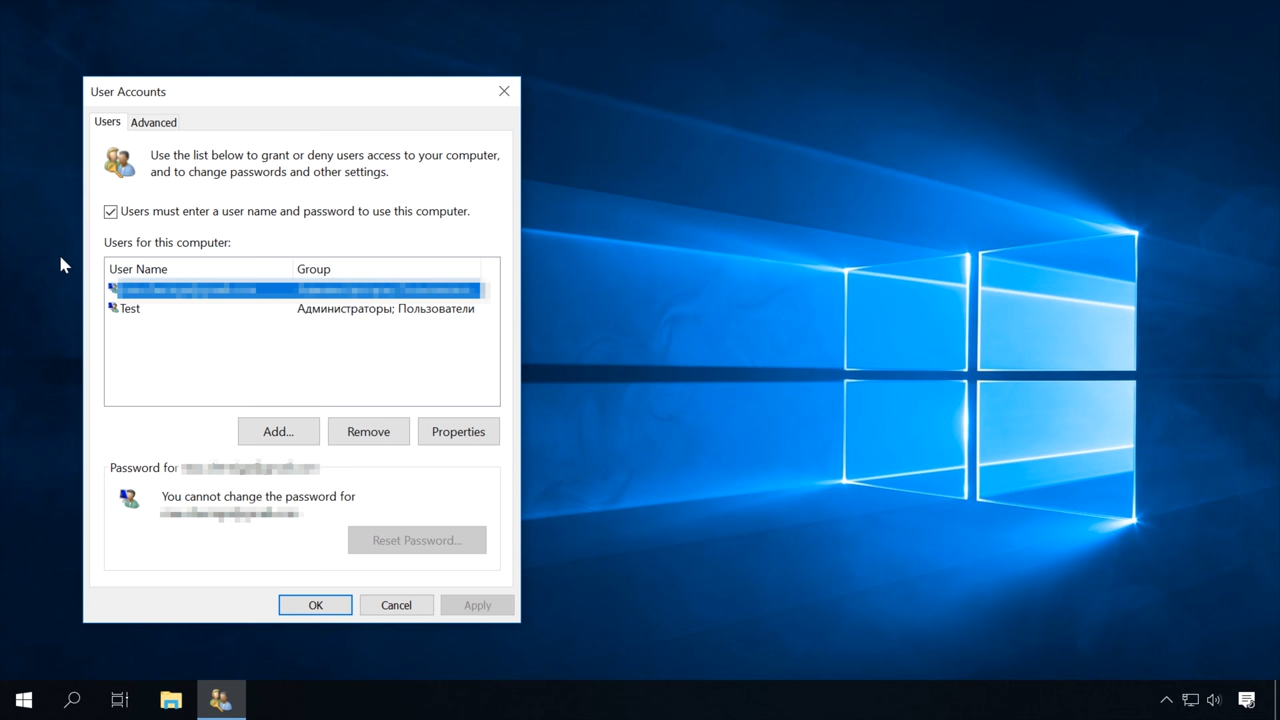 User Accounts
Users
Advanced
Use the list below to grant or deny users access to your computer,
and to change passwords and other settings.
Users must enter a user name and password to use this computer.
Users for this computer:
User Name
Group
Test
Администраторы; Пользователи
Add...
Remove
Properties
Password for
You cannot change the password for
Reset Password...
OK
Cancel
Apply